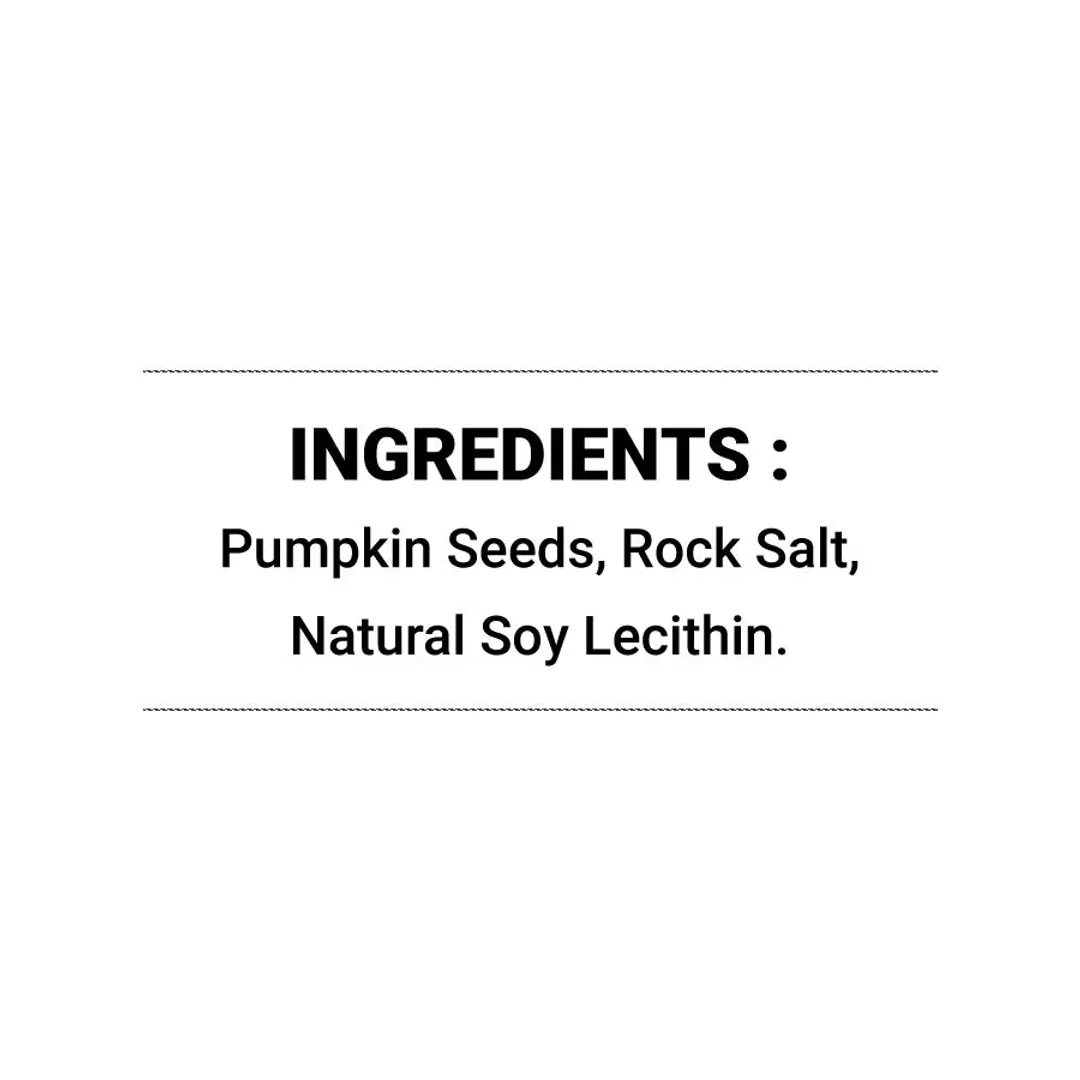 INGREDIENTS :
Pumpkin Seeds, Rock Salt,
Natural Soy Lecithin.